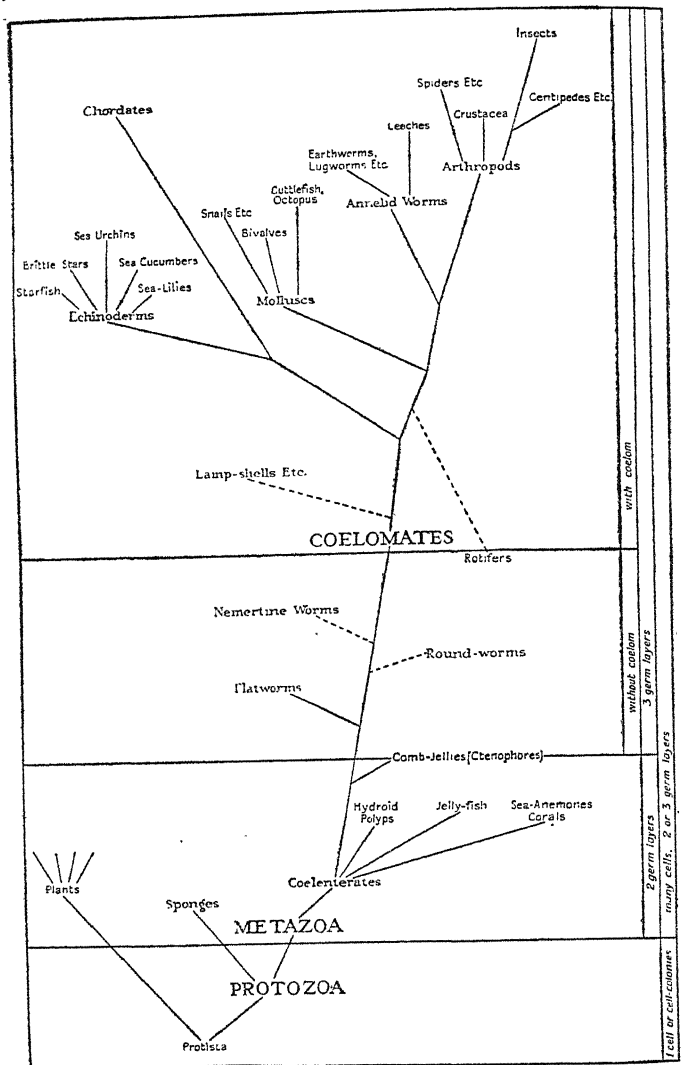 Insects
Spiders Etc
Centipedes Etc.
Chordates
Crustacea
Leeches
Earthworms,
Lugworms Etc
Arthropods
Cuttlefish,
Octopus
Annelid Worms
Snails Etc
Bivalves
Sea Urchins
Brittle Stars
Sea Cucumbers
Starfish
Sea-Lilies
Molluscs
Echinoderms
Lamp-shells Etc.
with coelom
COELOMATES
Rotifers
Nemertine Worms
Round-worms
without coelom
3 germ layers
Flatworms
Comb-Jellies [Ctenophores]
Hydroid
Polyps
Jelly-fish
Sea-Anemones
Corals
2 germ layers
many cells, 2 or 3 germ layers
Plants
Coelenterates
Sponges
METAZOA
PROTOZOA
1 cell or cell-colonies
Protista